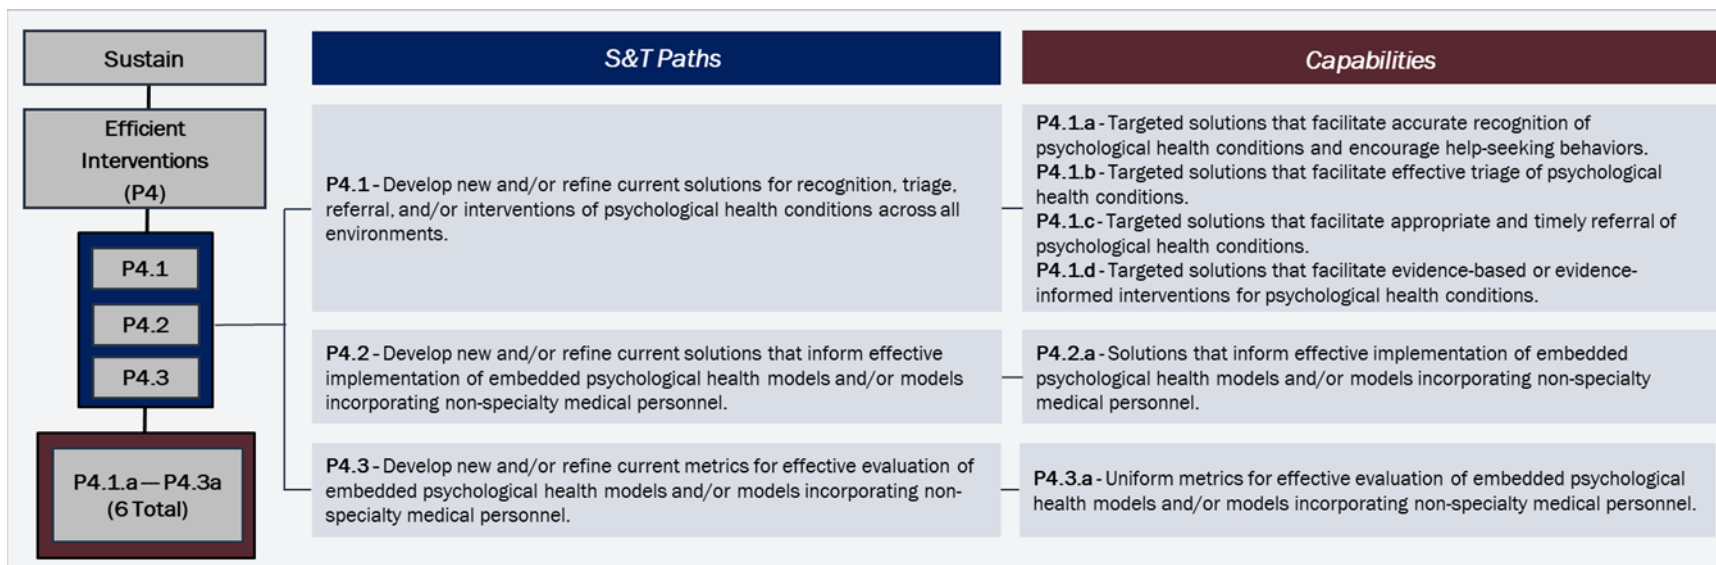 Sustain
Efficient
Interventions
(P4)
P4.1
P4.2
P4.3
P4.1.a — P4.3a
(6 Total)
S&T Paths
Capabilities
P4.1 - Develop new and/or refine current solutions for recognition, triage,
referral, and/or interventions of psychological health conditions across all
environments.
P4.1.a - Targeted solutions that facilitate accurate recognition of
psychological health conditions and encourage help-seeking behaviors.
P4.1.b - Targeted solutions that facilitate effective triage of psychological
health conditions.
P4.1.c - Targeted solutions that facilitate appropriate and timely referral of
psychological health conditions.
P4.1.d - Targeted solutions that facilitate evidence-based or evidence-
informed interventions for psychological health conditions.
P4.2 - Develop new and/or refine current solutions that inform effective
implementation of embedded psychological health models and/or models
incorporating non-specialty medical personnel.
P4.2.a - Solutions that inform effective implementation of embedded
psychological health models and/or models incorporating non-specialty
medical personnel.
P4.3 - Develop new and/or refine current metrics for effective evaluation of
embedded psychological health models and/or models incorporating non-
specialty medical personnel.
P4.3.a - Uniform metrics for effective evaluation of embedded psychological
health models and/or models incorporating non-specialty medical personnel.